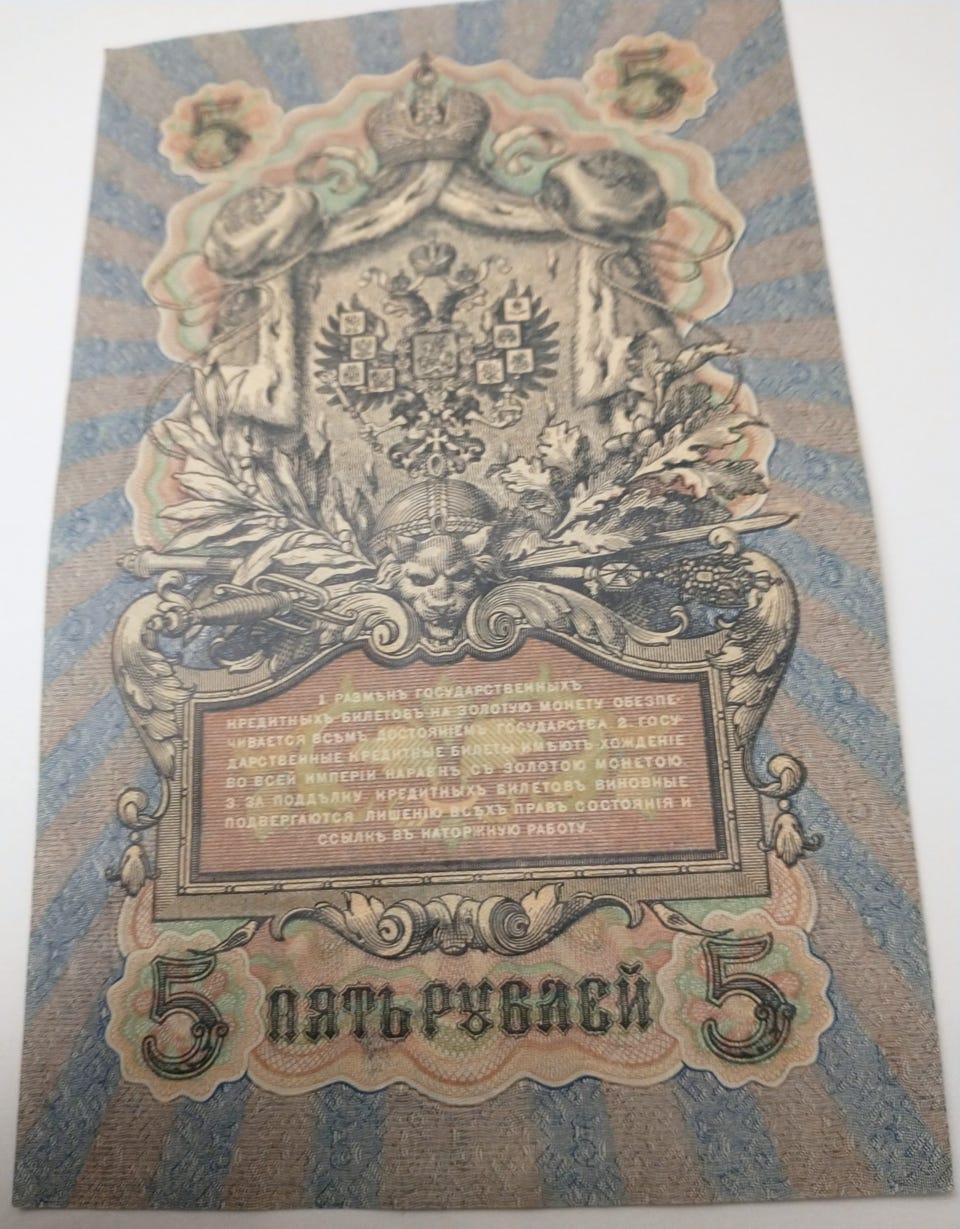 5 5
1 РАЗМѢНЪ ГОСУДАРСТВЕННЫХЪ
КРЕДИТНЫХЪ БИЛЕТОВЪ НА ЗОЛОТУЮ МОНЕТУ ОБЕЗПЕ-
ЧИВАЕТСЯ ВСѢМЪ ДОСТОЯНІЕМЪ ГОСУДАРСТВА 2. ГОСУ-
ДАРСТВЕННЫЕ КРЕДИТНЫЕ БИЛЕТЫ ИМѢЮТЪ ХОЖДЕНІЕ
ВО ВСЕЙ ИМПЕРІИ НАРАВНѢ СЪ ЗОЛОТОЮ МОНЕТОЮ.
3 ЗА ПОДДѢЛКУ КРЕДИТНЫХЪ БИЛЕТОВЪ ВИНОВНЫЕ
ПОДВЕРГАЮТСЯ ЛИШЕНІЮ ВСѢХЪ ПРАВЪ СОСТОЯНІЯ И
ССЫЛКѢ ВЪ КАТОРЖНУЮ РАБОТУ.
5 ПЯТЬ РУБЛЕЙ 5